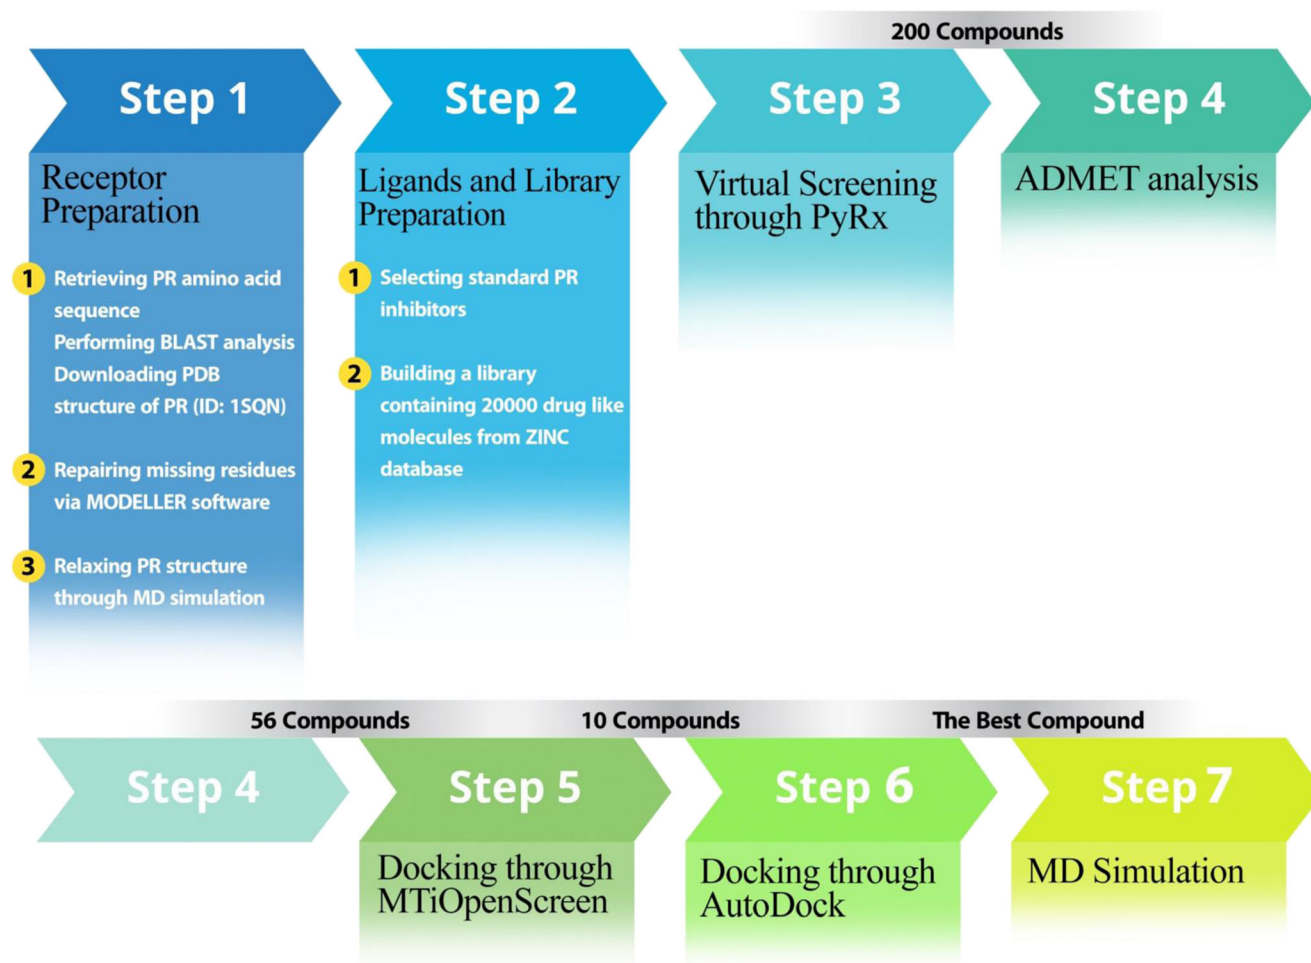 200 Compounds
Step 1
Step 2
Step 3
Step 4
Receptor
Preparation
1 Retrieving PR amino acid
sequence
Performing BLAST analysis
Downloading PDB
structure of PR (ID: 1SQN)
2 Repairing missing residues
via MODELLER software
3 Relaxing PR structure
through MD simulation
Ligands and Library
Preparation
1 Selecting standard PR
inhibitors
2 Building a library
containing 20000 drug like
molecules from ZINC
database
Virtual Screening
through PyRx
ADMET analysis
56 Compounds
10 Compounds
The Best Compound
Step 4
Step 5
Step 6
Step 7
Docking through
MTiOpenScreen
Docking through
AutoDock
MD Simulation